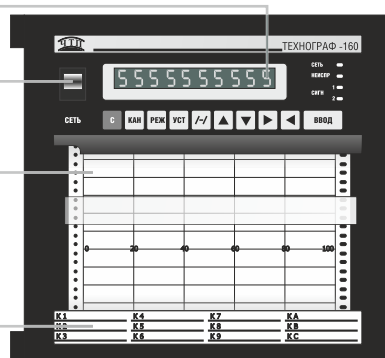 ЧТП
ТЕХНОГРАФ -160
5555555555
СЕТЬ
НЕИСПР
СИГН 1
2
СЕТЬ С КАН РЕЖ УСТ /-/ ВВОД
0 20 40 60 80 100
К1 К4 К7 КА
К2 К5 К8 КВ
К3 К6 К9 КС